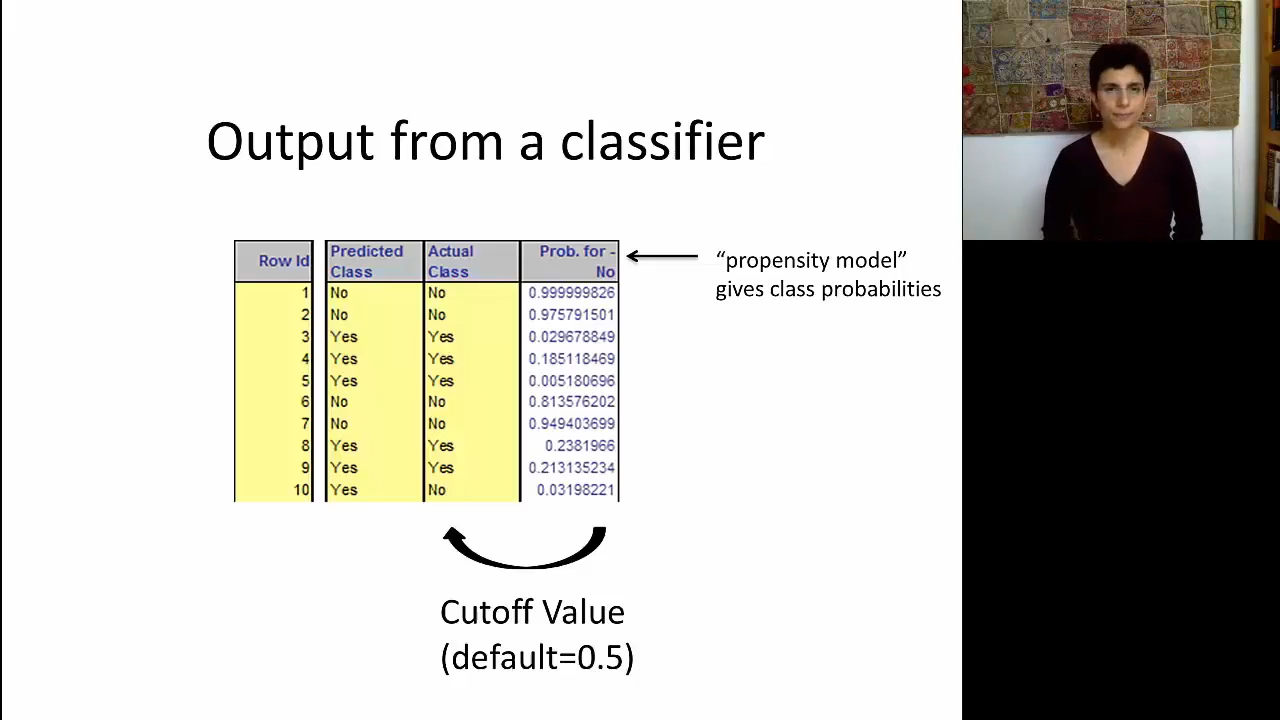 Output from a classifier
Row Id Predicted Class Actual Class Prob. for - No
1 No No 0.999999826
2 No No 0.975791501
3 Yes Yes 0.029678849
4 Yes Yes 0.185118469
5 Yes Yes 0.005180696
6 No No 0.813576202
7 No No 0.949403699
8 Yes Yes 0.2381966
9 Yes Yes 0.213135234
10 Yes No 0.03198221
“propensity model”
gives class probabilities
Cutoff Value
(default=0.5)